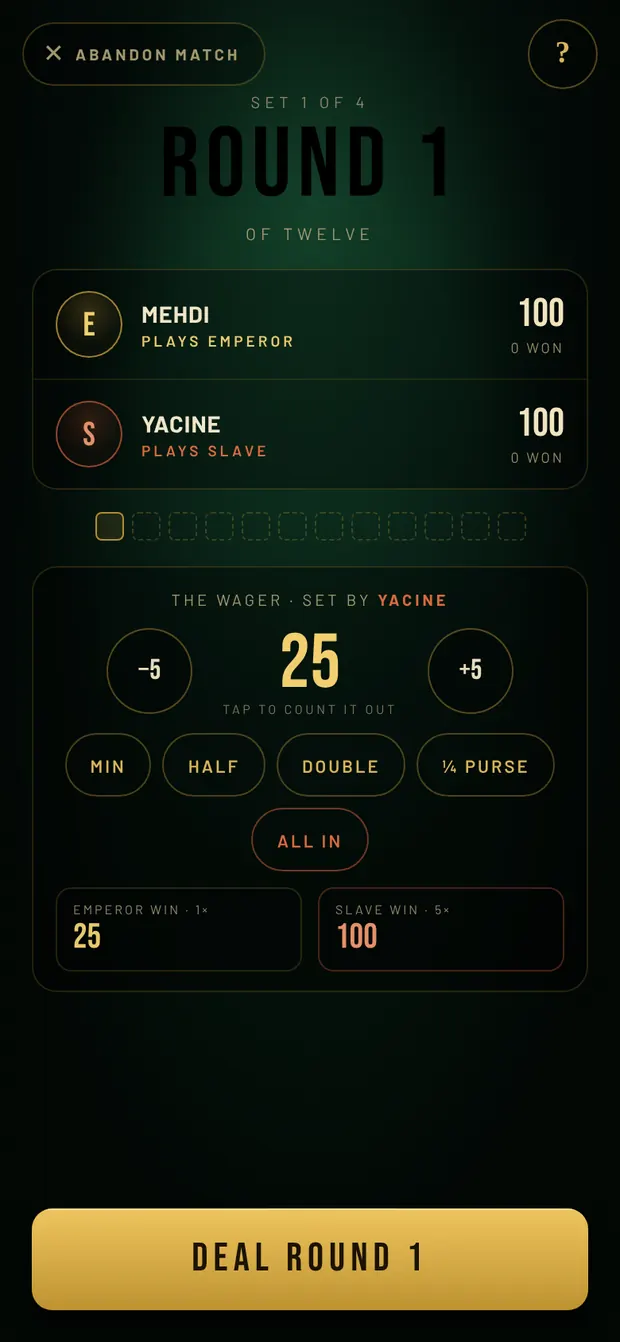 ✕ ABANDON MATCH
?
SET 1 OF 4
ROUND 1
OF TWELVE
E
MEHDI
PLAYS EMPEROR
100
0 WON
S
YACINE
PLAYS SLAVE
100
0 WON
THE WAGER · SET BY YACINE
−5
25
+5
TAP TO COUNT IT OUT
MIN
HALF
DOUBLE
¼ PURSE
ALL IN
EMPEROR WIN · 1×
25
SLAVE WIN · 5×
100
DEAL ROUND 1